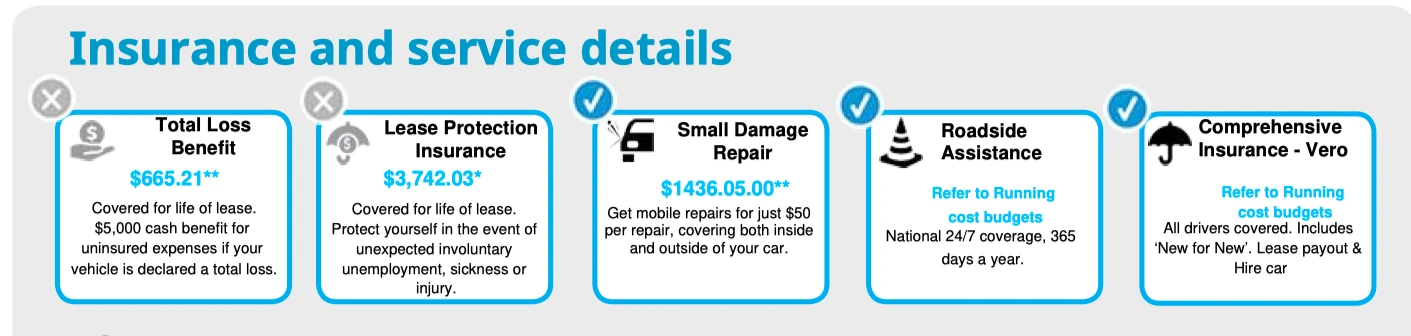 Insurance and service details
Total Loss
Benefit
$665.21**
Covered for life of lease.
$5,000 cash benefit for
uninsured expenses if your
vehicle is declared a total loss.
Lease Protection
Insurance
$3,742.03*
Covered for life of lease.
Protect yourself in the event of
unexpected involuntary
unemployment, sickness or
injury.
Small Damage
Repair
$1436.05.00**
Get mobile repairs for just $50
per repair, covering both inside
and outside of your car.
Roadside
Assistance
Refer to Running
cost budgets
National 24/7 coverage, 365
days a year.
Comprehensive
Insurance - Vero
Refer to Running
cost budgets
All drivers covered. Includes
‘New for New’. Lease payout &
Hire car